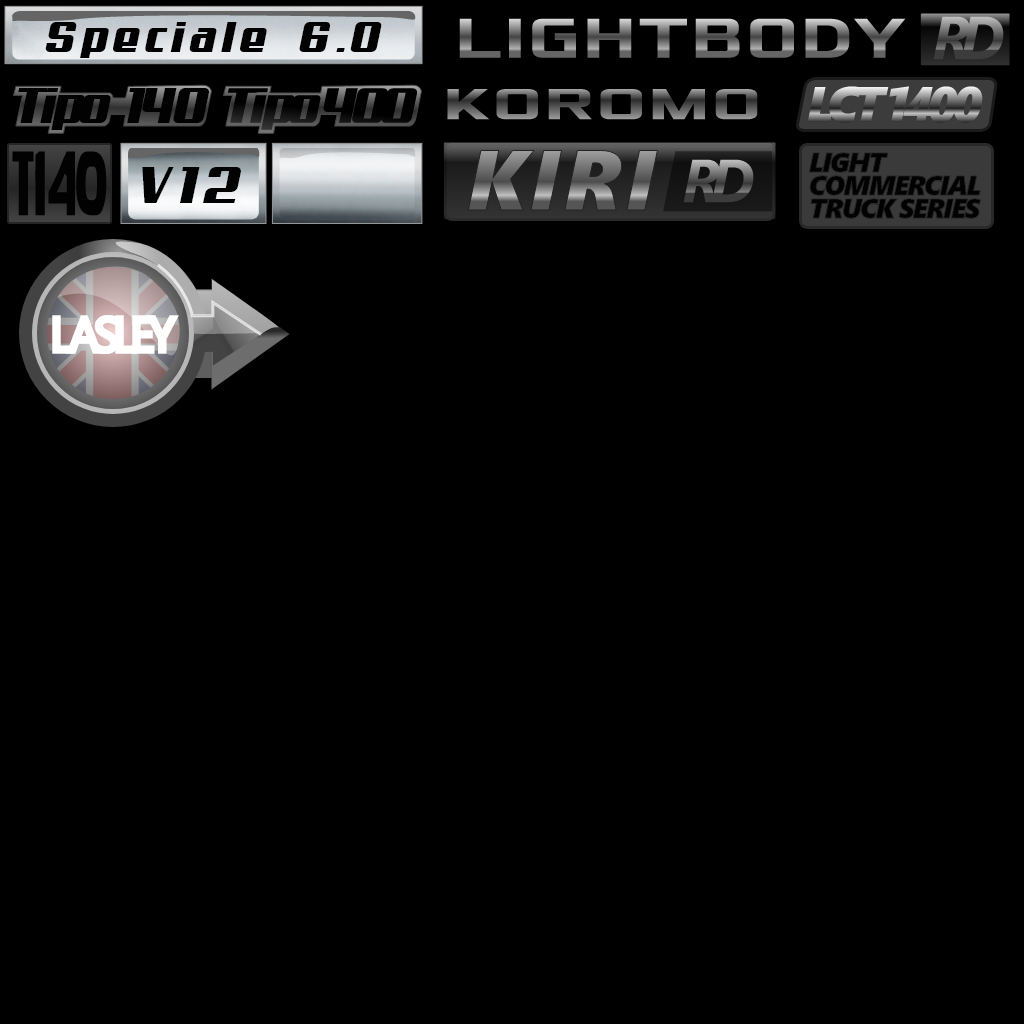 Speciale 6.0
LIGHTBODY RD
Tipo-140
Tipo400
KOROMO
LCT1400
T140
V12
KIRI RD
LIGHT
COMMERCIAL
TRUCK SERIES
LASLEY